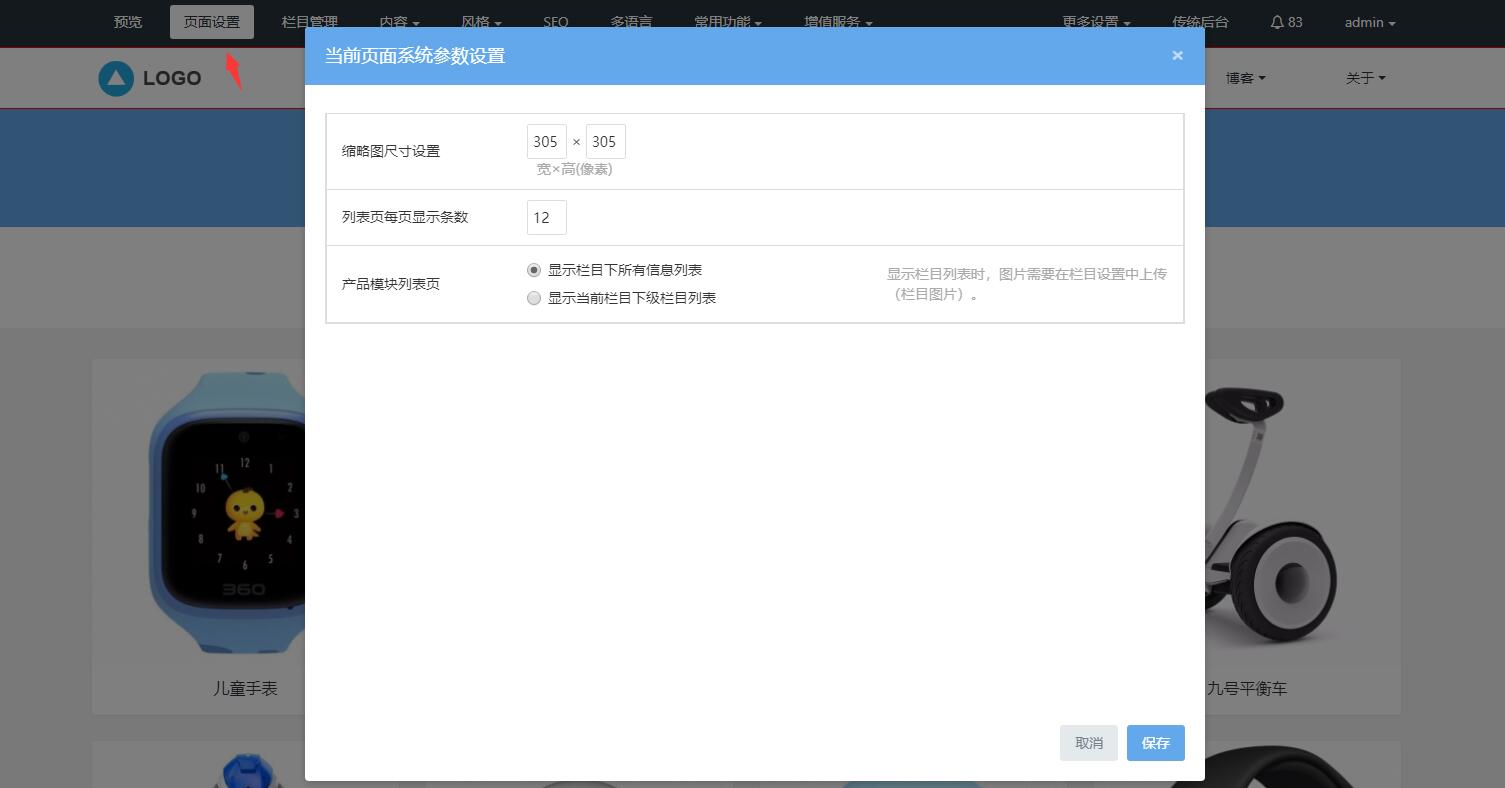 预览 页面设置 栏目管理 内容 风格 SEO 多语言 常用功能 增值服务 更多设置 传统后台 83 admin
当前页面系统参数设置 ×
LOGO 博客 关于
缩略图尺寸设置 305 × 305
宽×高(像素)
列表页每页显示条数 12
产品模块列表页
显示栏目下所有信息列表
显示当前栏目下级栏目列表
显示栏目列表时，图片需要在栏目设置中上传
（栏目图片）。
12
11 1
10 2
9 3
8 4
7 5
6
360
儿童手表 九号平衡车
取消 保存